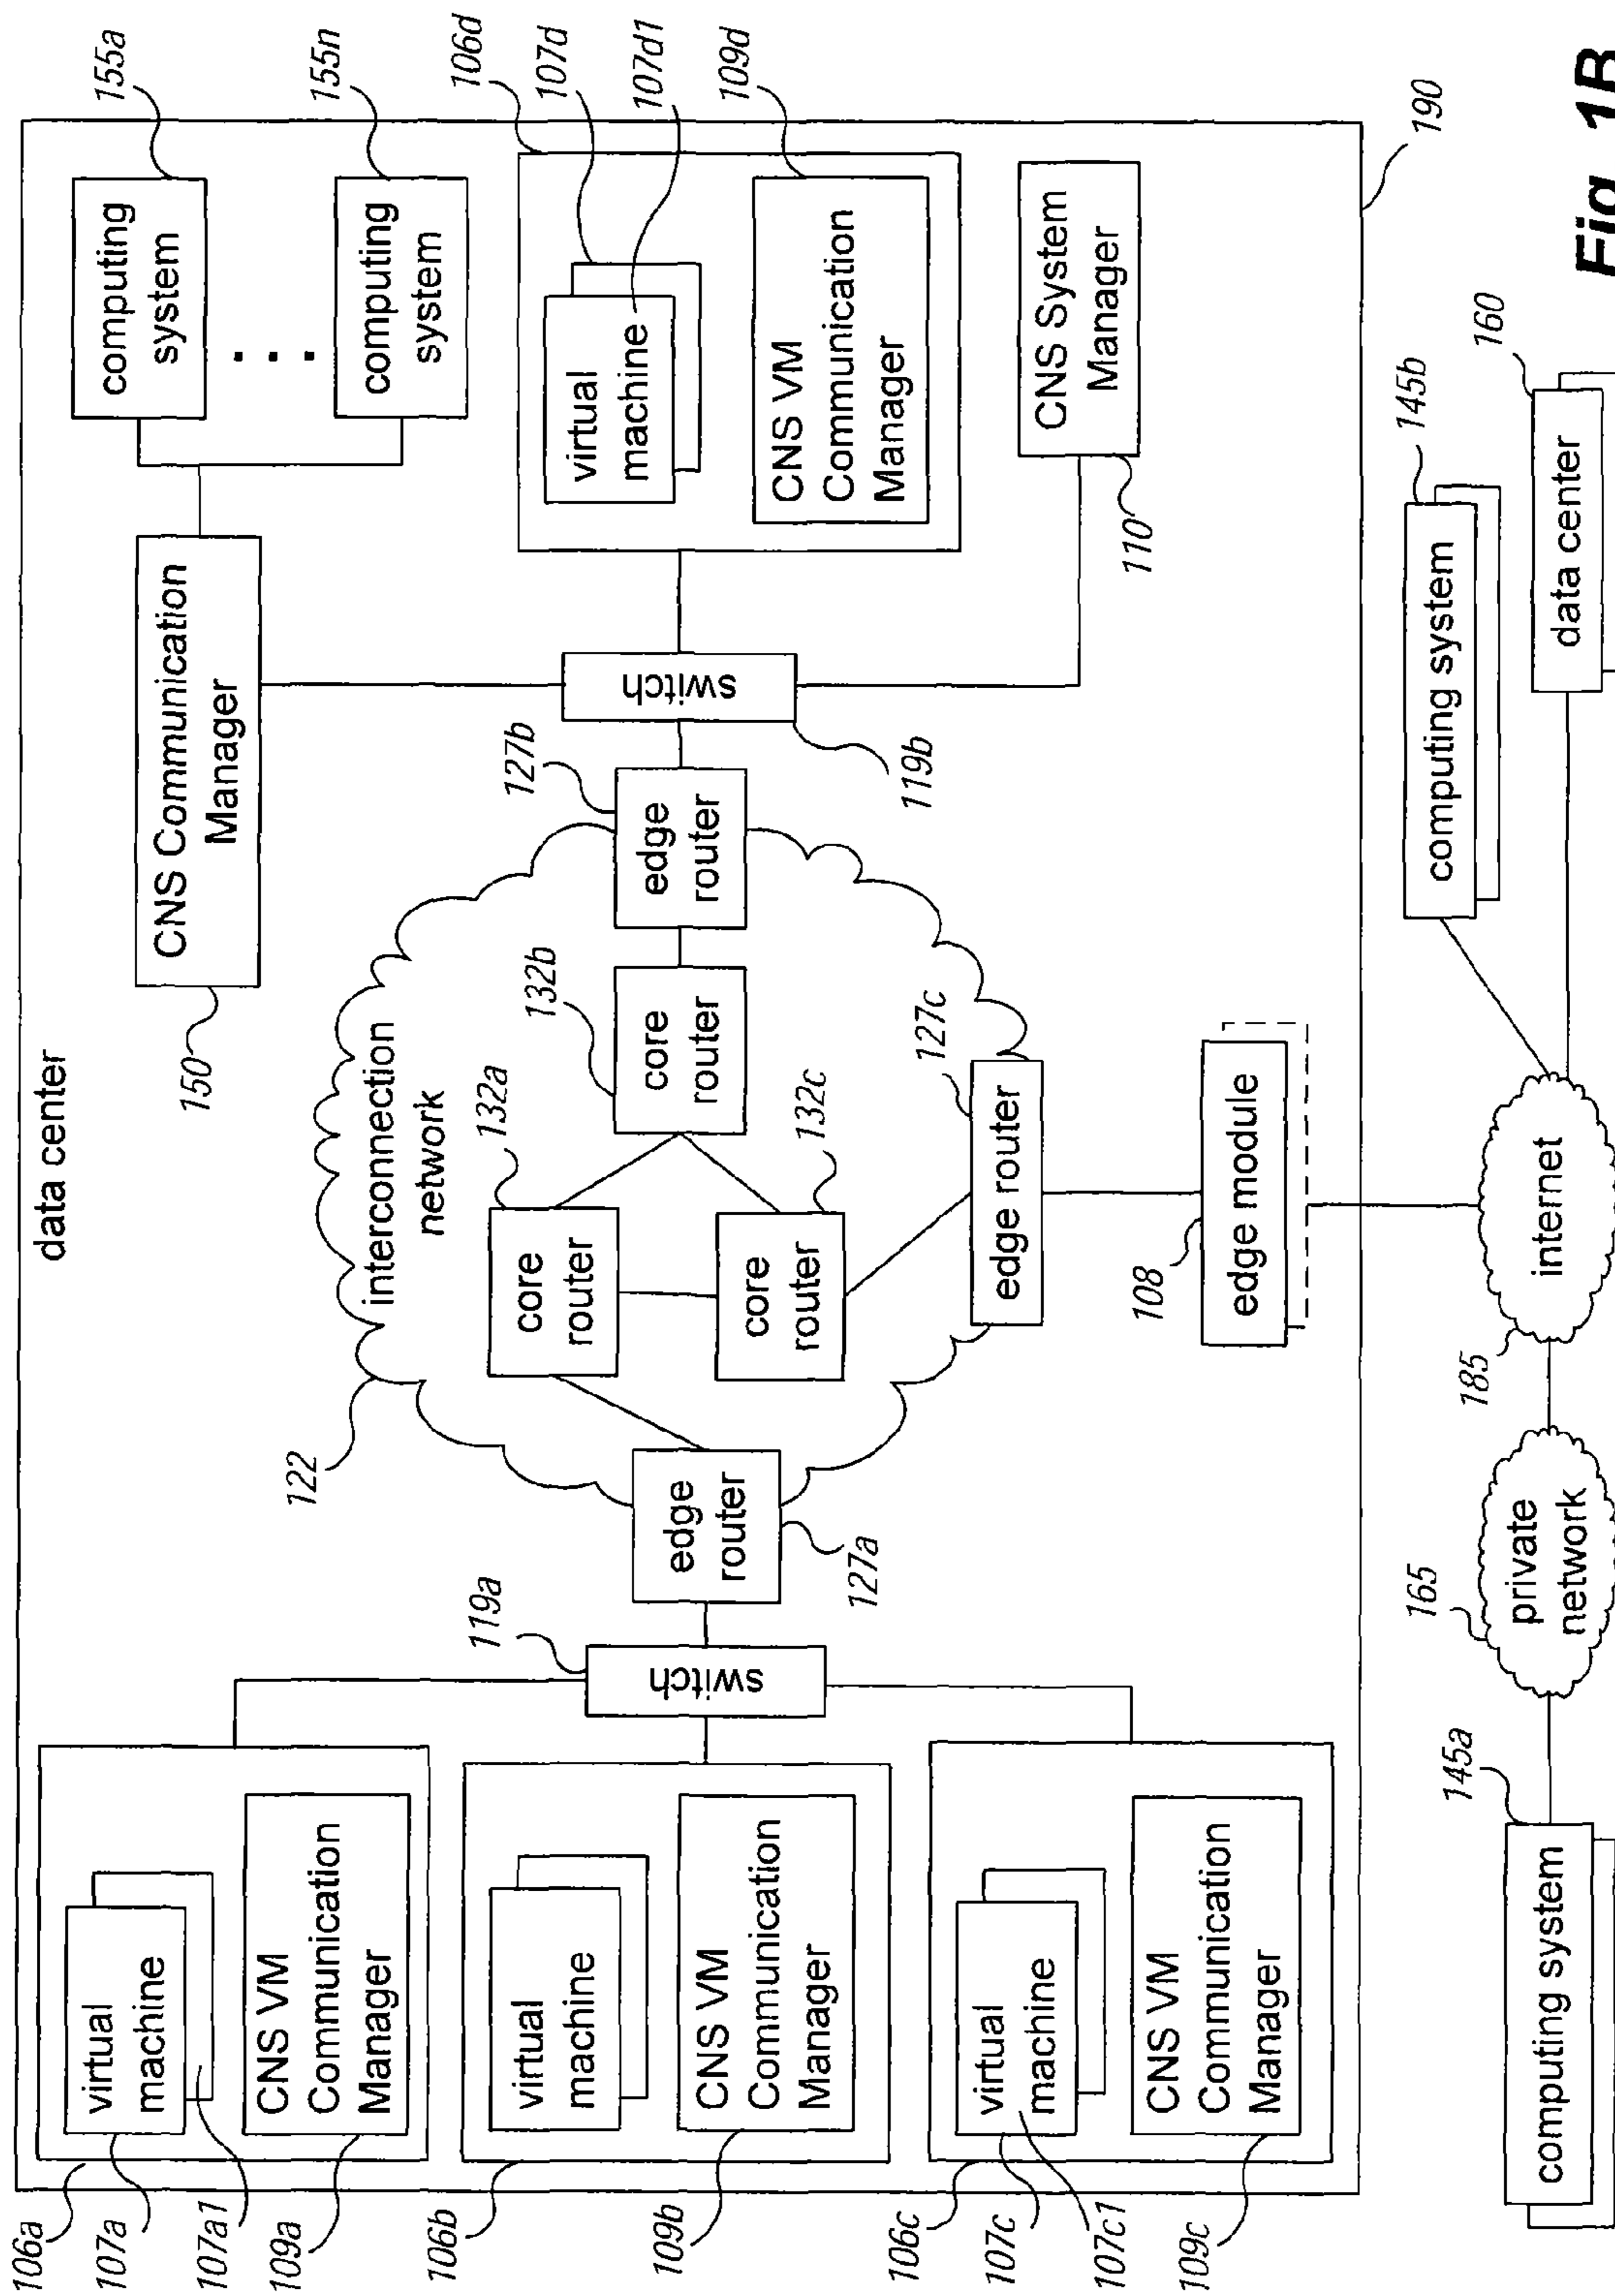 data center
106a
107a
107a1
109a
virtual
machine
CNS VM
Communication
Manager
106b
109b
virtual
machine
CNS VM
Communication
Manager
106c
107c
107c1
109c
virtual
machine
CNS VM
Communication
Manager
119a
switch
122
interconnection
network
127a
edge
router
132a
core
router
132b
core
router
132c
core
router
127b
edge
router
127c
edge router
108
edge module
119b
switch
150
CNS Communication
Manager
155a
computing
system
...
155n
computing
system
106d
107d
107d1
109d
virtual
machine
CNS VM
Communication
Manager
110
CNS System
Manager
190
145a
computing system
165
private
network
185
internet
145b
computing system
160
data center
Fig. 1B